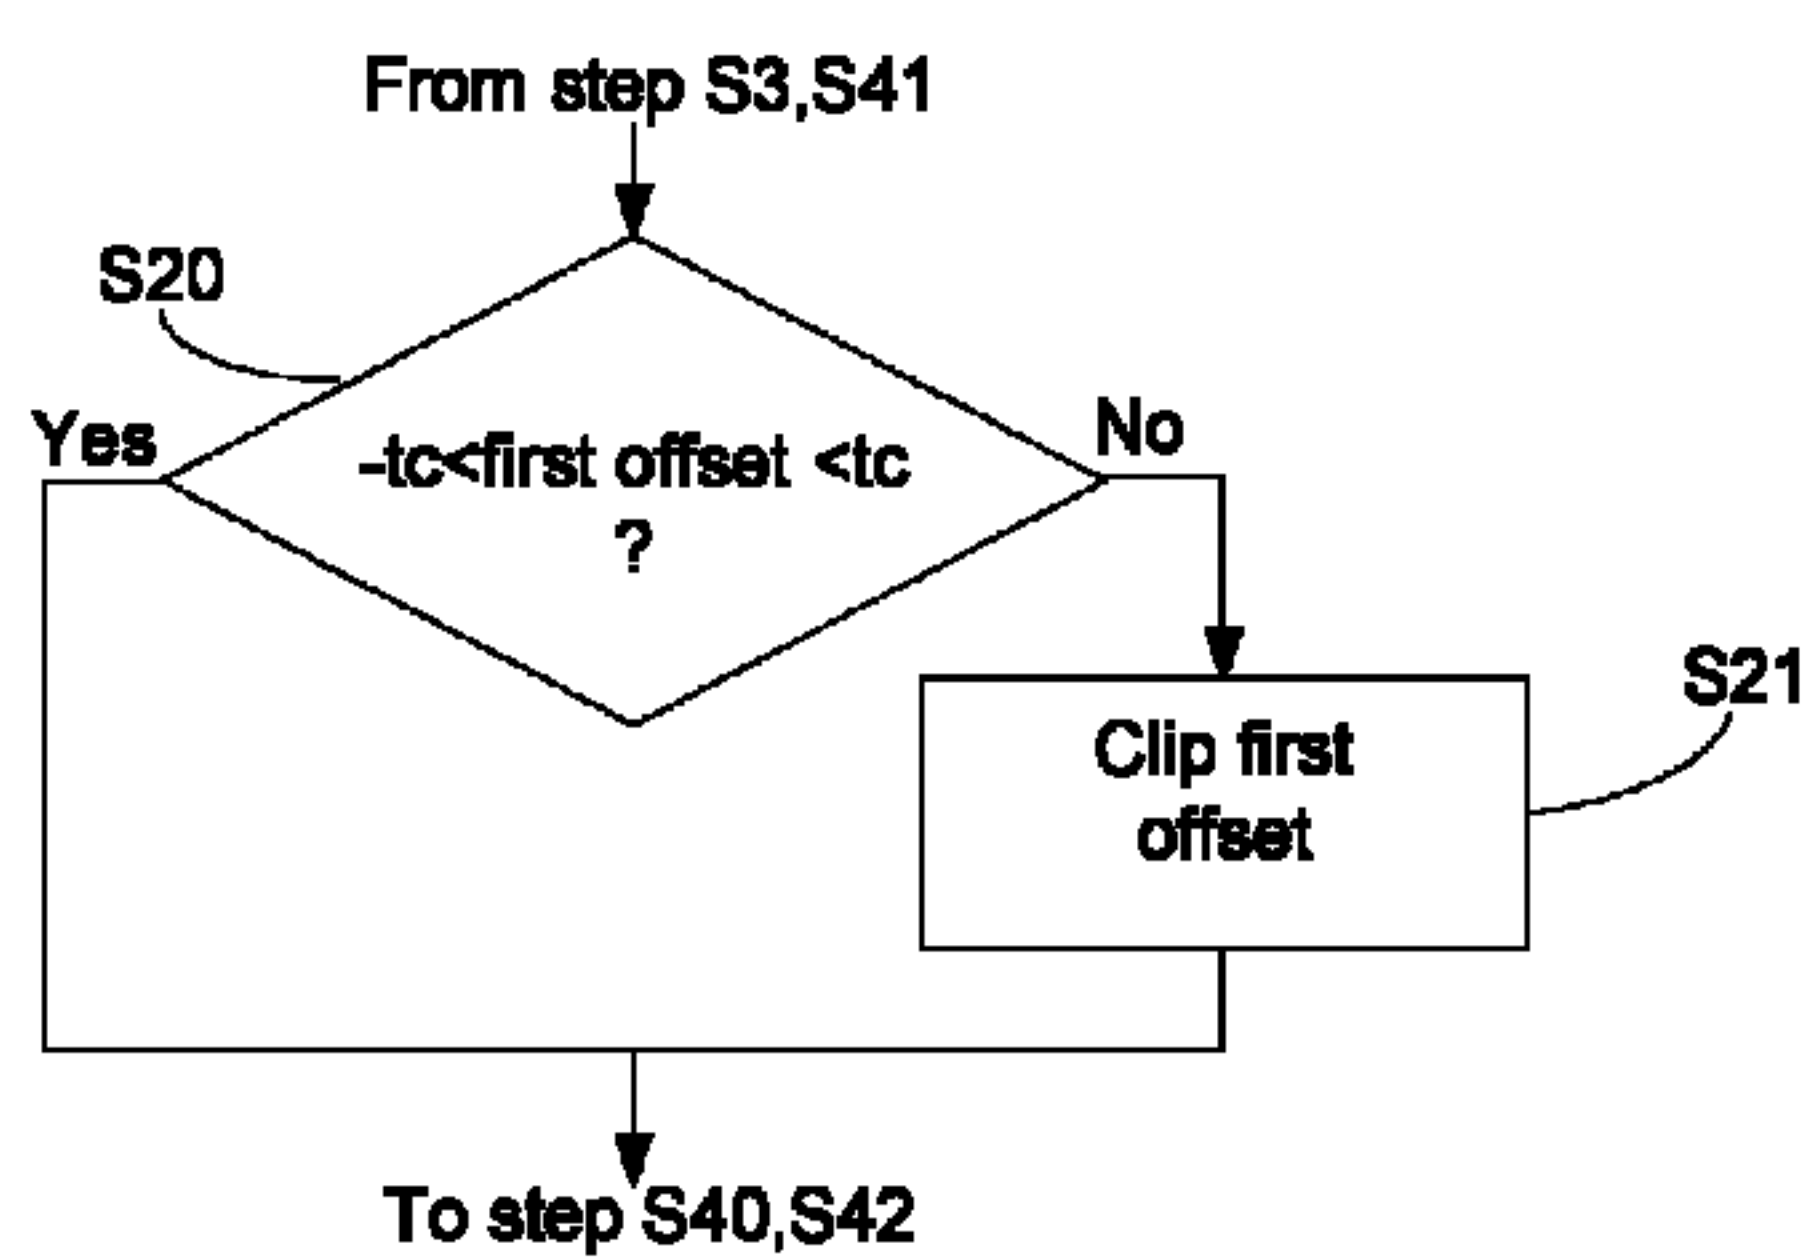 From step S3,S41
S20
Yes
No
-tc<first offset <tc
?
S21
Clip first
offset
To step S40,S42